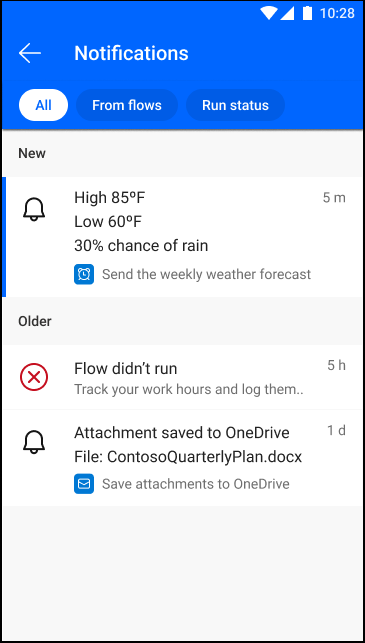 10:28
Notifications
All
From flows
Run status
New
High 85ºF
5 m
Low 60ºF
30% chance of rain
Send the weekly weather forecast
Older
Flow didn’t run
5 h
Track your work hours and log them..
Attachment saved to OneDrive
1 d
File: ContosoQuarterlyPlan.docx
Save attachments to OneDrive